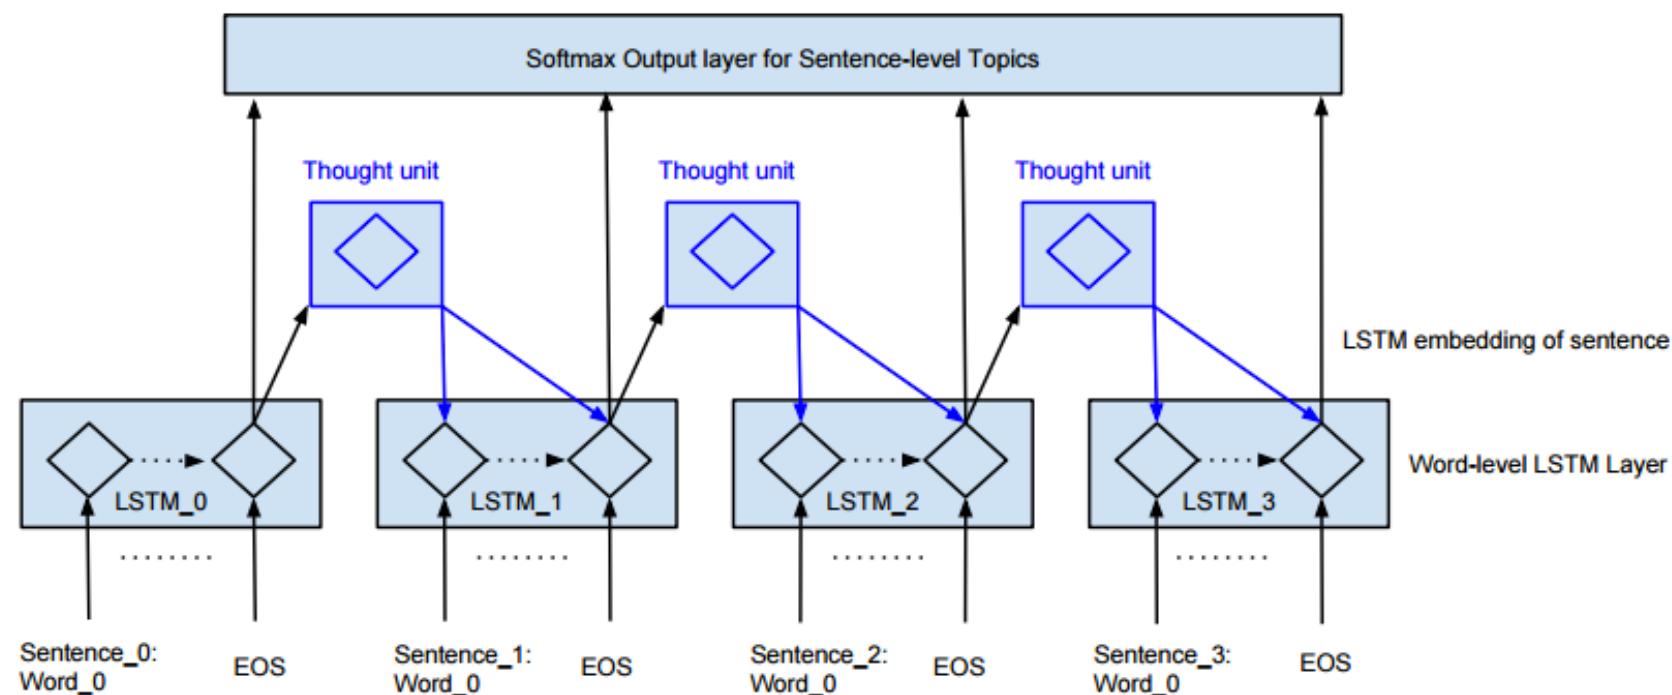 Softmax Output layer for Sentence-level Topics
Thought unit
Thought unit
Thought unit
LSTM embedding of sentence
Word-level LSTM Layer
LSTM_0
LSTM_1
LSTM_2
LSTM_3
Sentence_0:
Word_0
EOS
Sentence_1:
Word_0
EOS
Sentence_2:
Word_0
EOS
Sentence_3:
Word_0
EOS